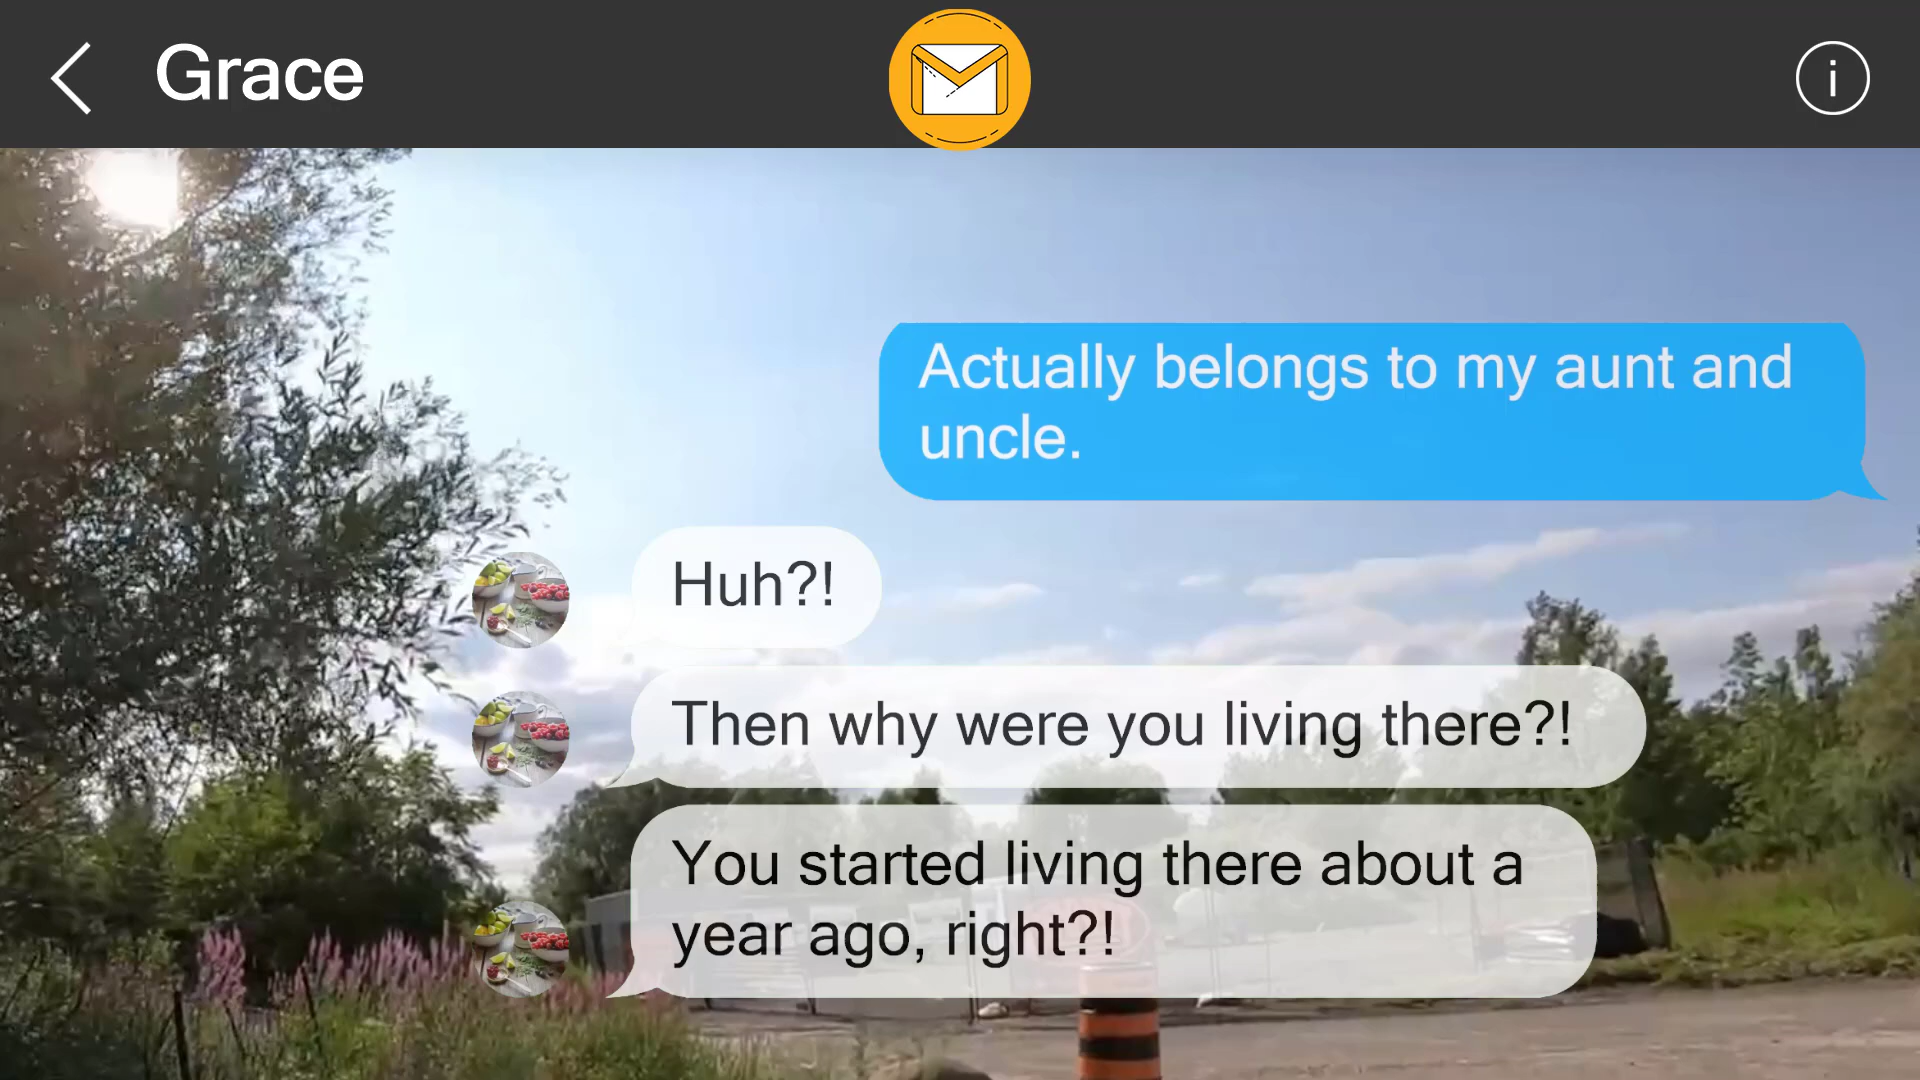 Grace
Actually belongs to my aunt and
uncle.
Huh?!
Then why were you living there?!
You started living there about a
year ago, right?!